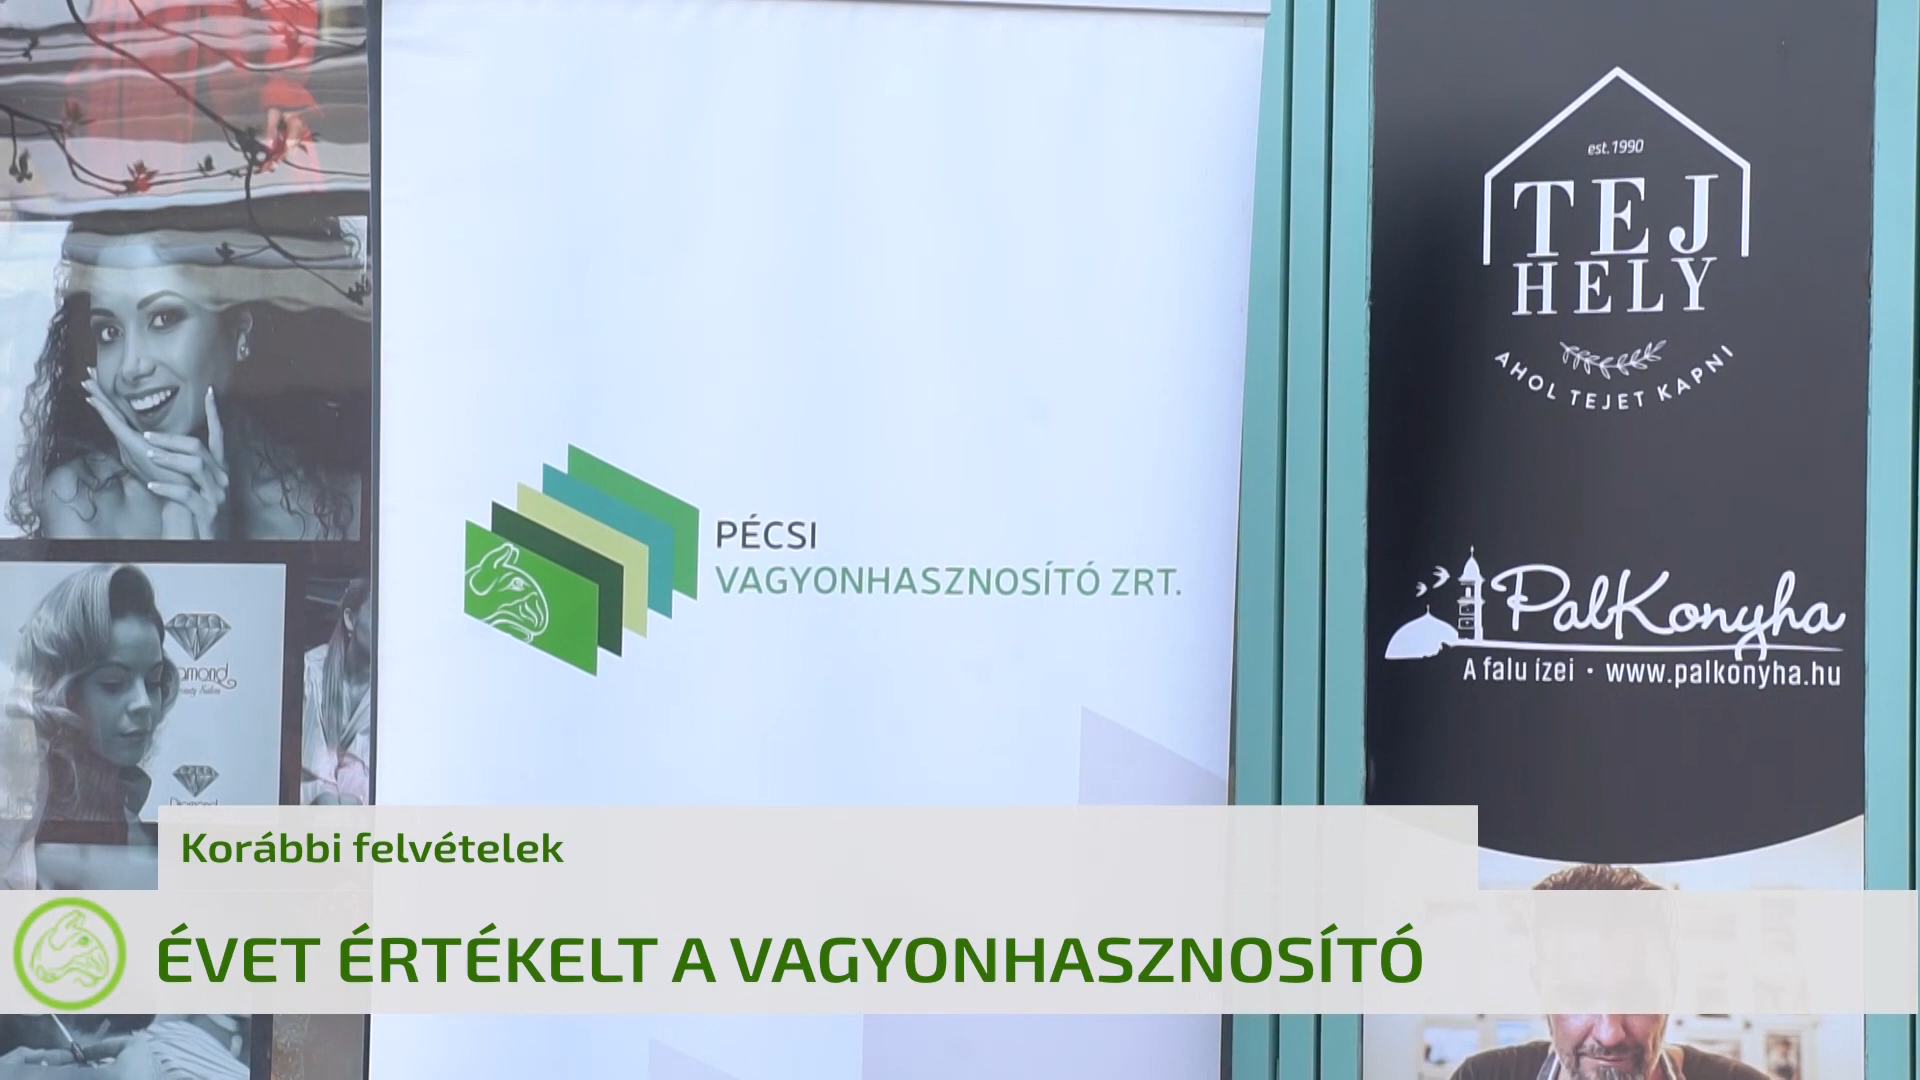 est.1990
TEJ
HELY
AHOL TEJET KAPNI
PÉCSI
VAGYONHASZNOSÍTÓ ZRT.
PalKonyha
A falu ízei • www.palkonyha.hu
Diamond
Korábbi felvételek
ÉVET ÉRTÉKELT A VAGYONHASZNOSÍTÓ